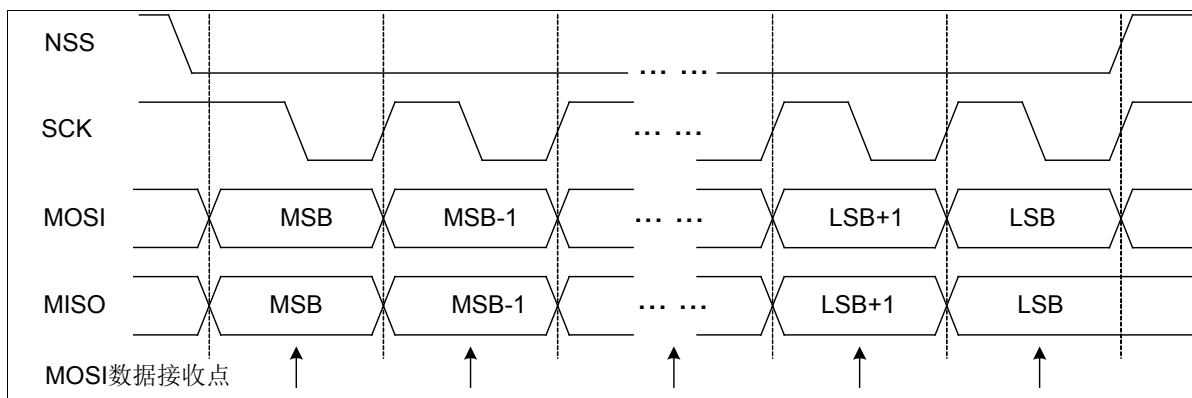 NSS
... ...
SCK
... ...
MOSI MSB MSB-1 ... ... LSB+1 LSB
MISO MSB MSB-1 ... ... LSB+1 LSB
MOSI数据接收点